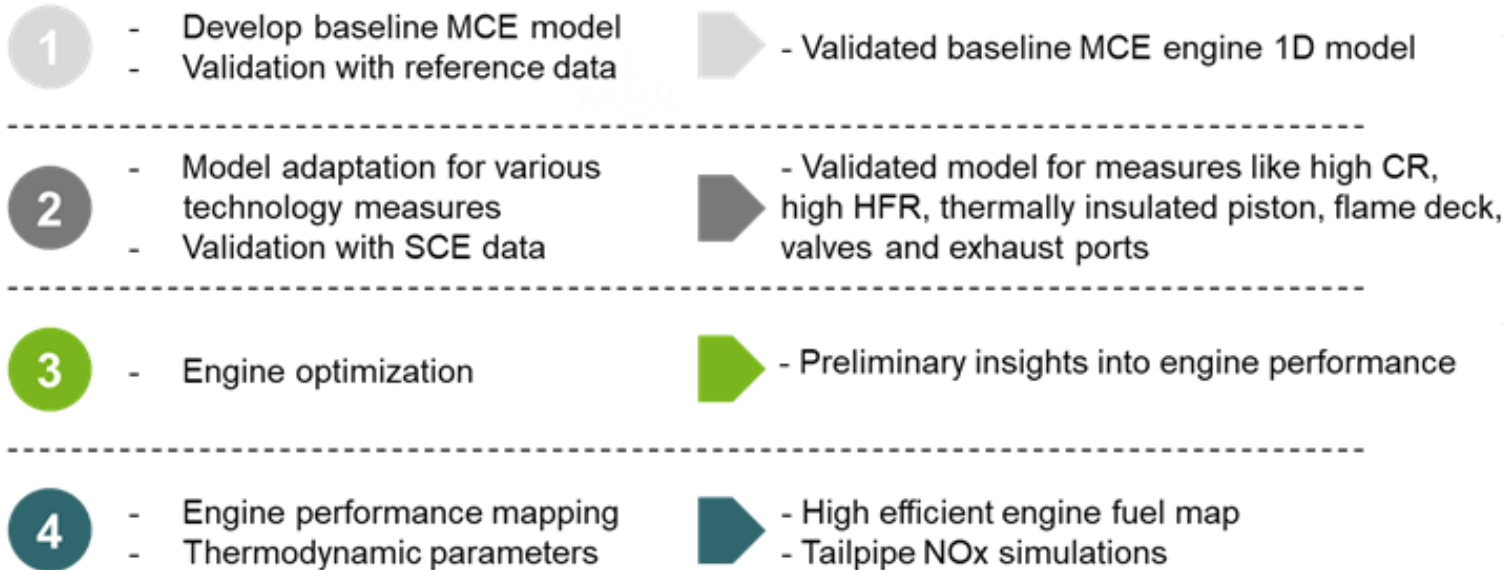 1
- Develop baseline MCE model
- Validation with reference data
- Validated baseline MCE engine 1D model
2
- Model adaptation for various
technology measures
- Validation with SCE data
- Validated model for measures like high CR,
high HFR, thermally insulated piston, flame deck,
valves and exhaust ports
3
- Engine optimization
- Preliminary insights into engine performance
4
- Engine performance mapping
- Thermodynamic parameters
- High efficient engine fuel map
- Tailpipe NOx simulations